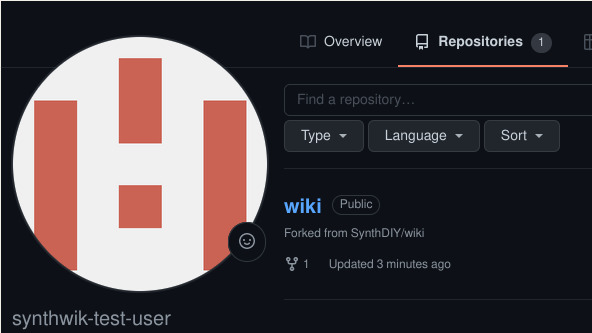 Overview
Repositories 1
Find a repository…
Type
Language
Sort
wiki Public
Forked from SynthDIY/wiki
1 Updated 3 minutes ago
synthwik-test-user